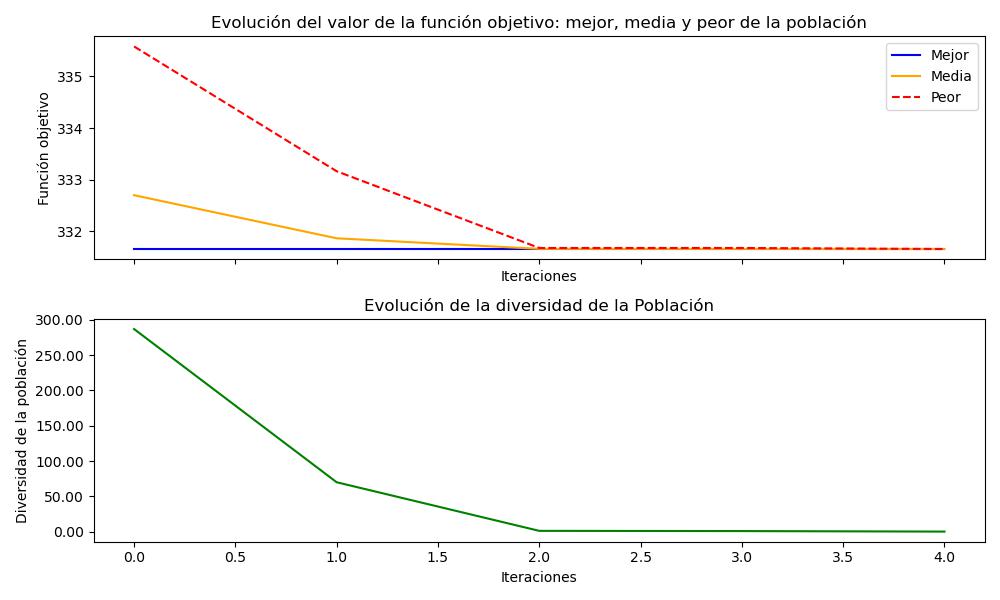 Evolución del valor de la función objetivo: mejor, media y peor de la población
Función objetivo
335
334
333
332
Mejor
Media
Peor
Iteraciones
Evolución de la diversidad de la Población
Diversidad de la población
300.00
250.00
200.00
150.00
100.00
50.00
0.00
0.0 0.5 1.0 1.5 2.0 2.5 3.0 3.5 4.0
Iteraciones